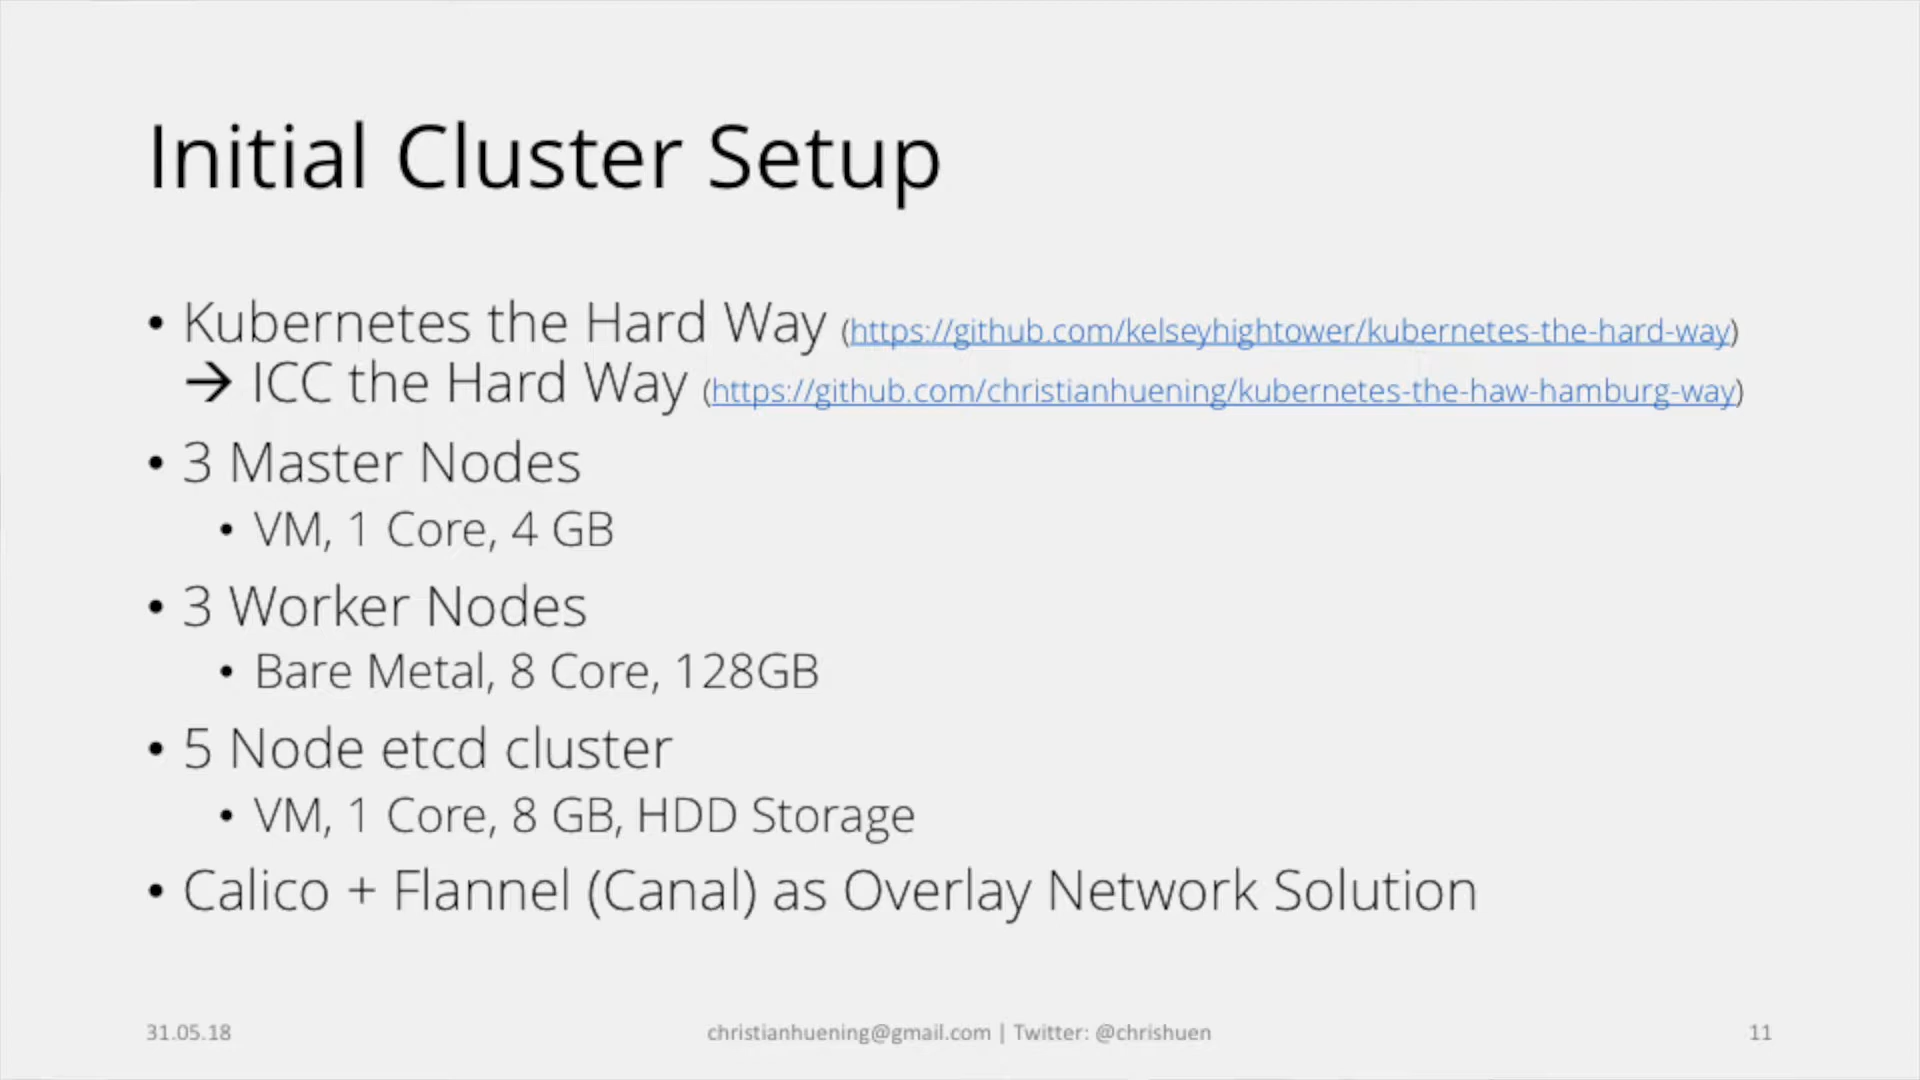 Initial Cluster Setup
• Kubernetes the Hard Way (https://github.com/kelseyhightower/kubernetes-the-hard-way)
→ ICC the Hard Way (https://github.com/christianhuening/kubernetes-the-haw-hamburg-way)
• 3 Master Nodes
• VM, 1 Core, 4 GB
• 3 Worker Nodes
• Bare Metal, 8 Core, 128GB
• 5 Node etcd cluster
• VM, 1 Core, 8 GB, HDD Storage
• Calico + Flannel (Canal) as Overlay Network Solution
31.05.18
christianhuening@gmail.com | Twitter: @chrishuen
11